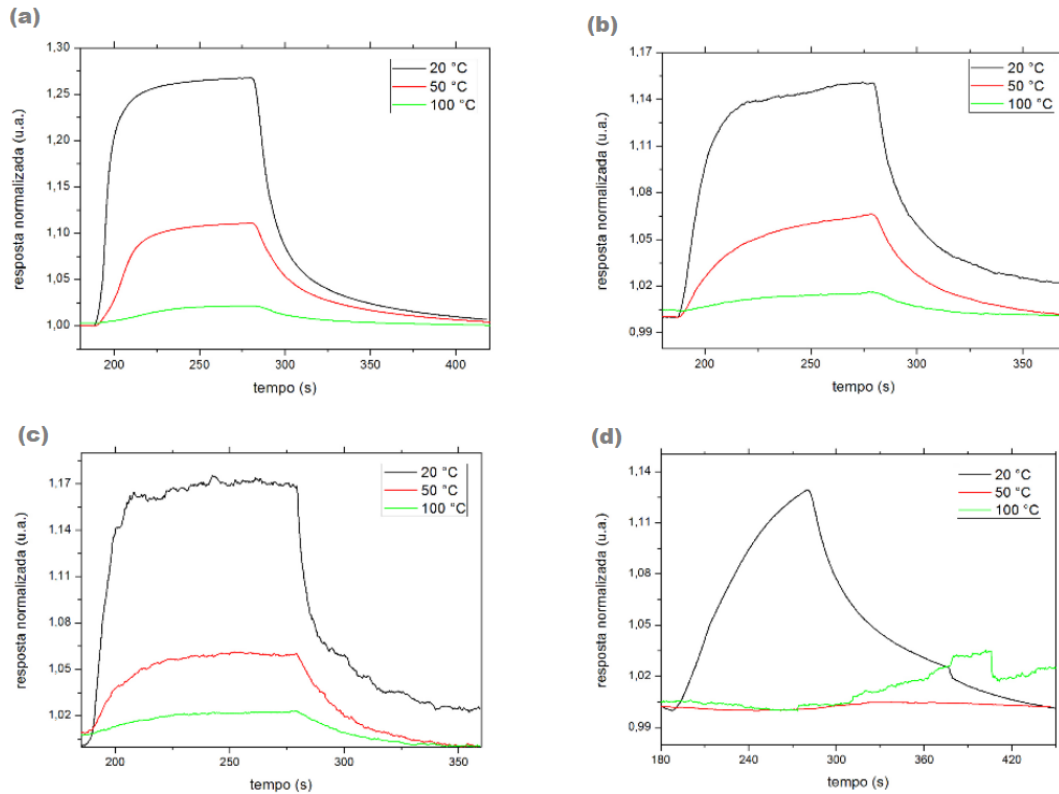 (a)
1,30
1,25
1,20
1,15
1,10
1,05
1,00
resposta normalizada (u.a.)
20 °C
50 °C
100 °C
200 250 300 350 400
tempo (s)
(b)
1,17
1,14
1,11
1,08
1,05
1,02
0,99
resposta normalizada (u.a.)
20 °C
50 °C
100 °C
200 250 300 350
tempo (s)
(c)
1,17
1,14
1,11
1,08
1,05
1,02
resposta normalizada (u.a.)
20 °C
50 °C
100 °C
200 250 300 350
tempo (s)
(d)
1,14
1,11
1,08
1,05
1,02
0,99
resposta normalizada (u.a.)
20 °C
50 °C
100 °C
180 240 300 360 420
tempo (s)